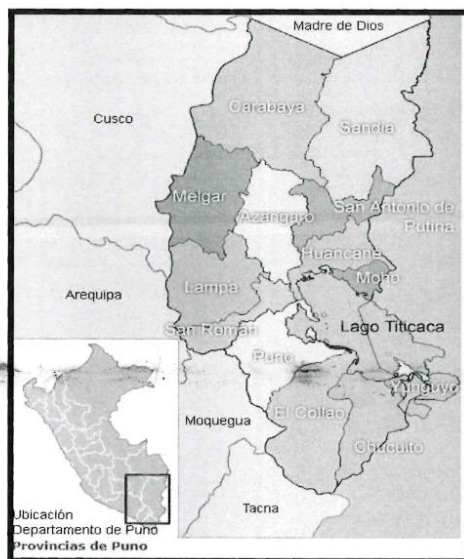 Madre de Dios
Carabaya
Cusco
Sandia
Melgar
Azángaro
San Antonio de
Putina
Huancané
Moho
Lampa
Arequipa
San Román
Lago Titicaca
Puno
Yunguyo
El Collao
Moquegua
Chucuito
Tacna
Ubicación
Departamento de Puno
Provincias de Puno